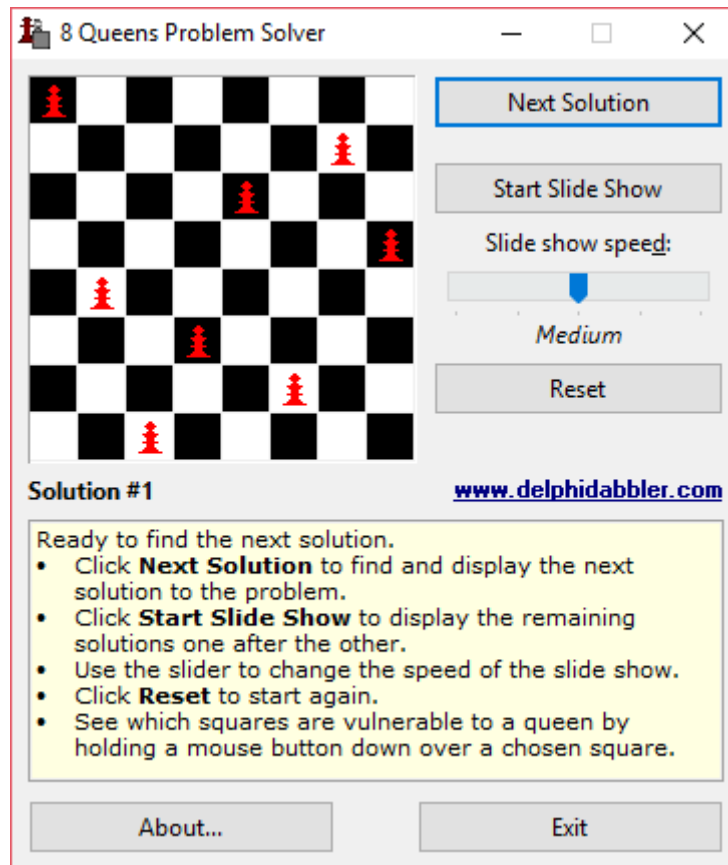 8 Queens Problem Solver
Next Solution
Start Slide Show
Slide show speed:
Medium
Reset
Solution #1
www.delphidabbler.com
Ready to find the next solution.
• Click Next Solution to find and display the next
solution to the problem.
• Click Start Slide Show to display the remaining
solutions one after the other.
• Use the slider to change the speed of the slide show.
• Click Reset to start again.
• See which squares are vulnerable to a queen by
holding a mouse button down over a chosen square.
About...
Exit